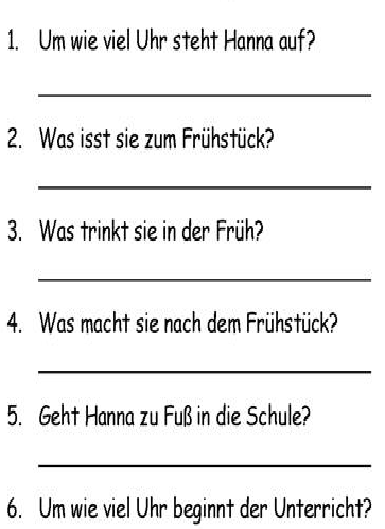 1. Um wie viel Uhr steht Hanna auf?
2. Was isst sie zum Frühstück?
3. Was trinkt sie in der Früh?
4. Was macht sie nach dem Frühstück?
5. Geht Hanna zu Fuß in die Schule?
6. Um wie viel Uhr beginnt der Unterricht?